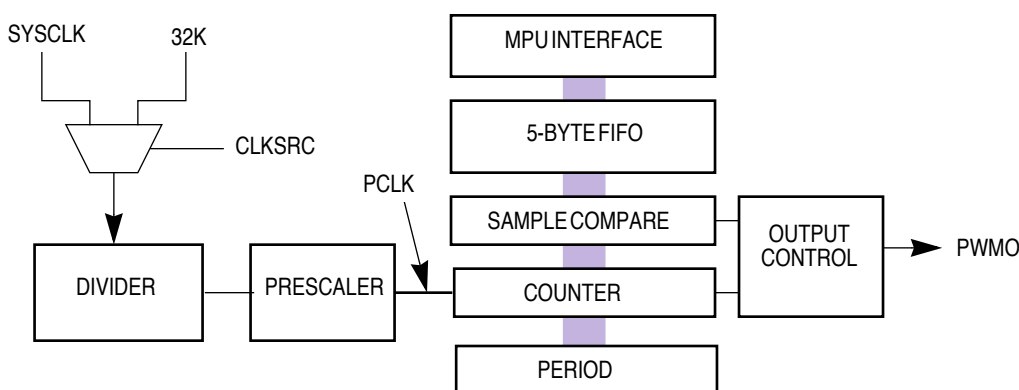 SYSCLK
32K
CLKSRC
MPU INTERFACE
5-BYTE FIFO
PCLK
SAMPLE COMPARE
OUTPUT
CONTROL
PWMO
DIVIDER
PRESCALER
COUNTER
PERIOD